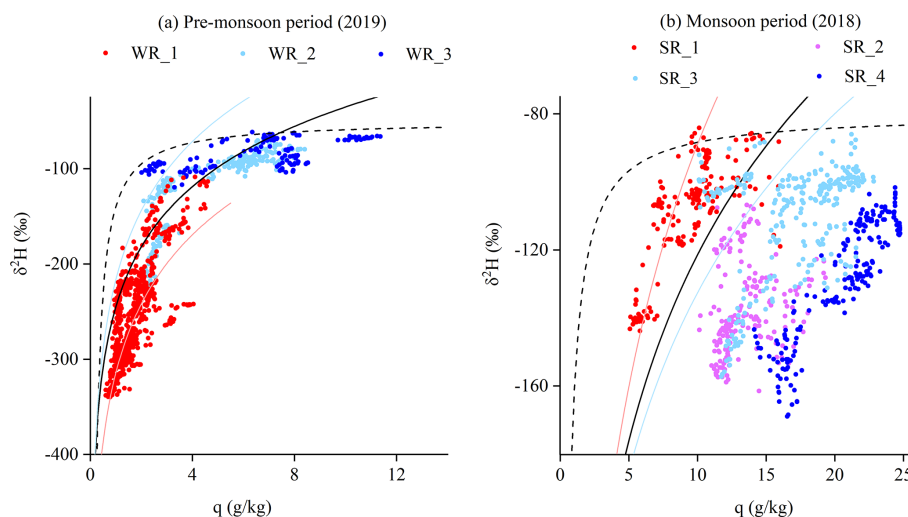 (a) Pre-monsoon period (2019)
WR_1 WR_2 WR_3
-100
-200
-300
-400
δ²H (‰)
0 4 8 12
q (g/kg)
(b) Monsoon period (2018)
SR_1 SR_2
SR_3 SR_4
-80
-120
-160
δ²H (‰)
0 5 10 15 20 25
q (g/kg)